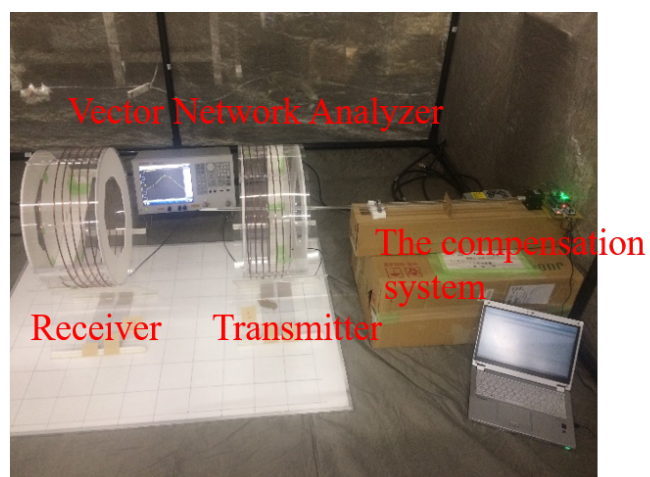 Vector Network Analyzer
The compensation
system
Receiver
Transmitter